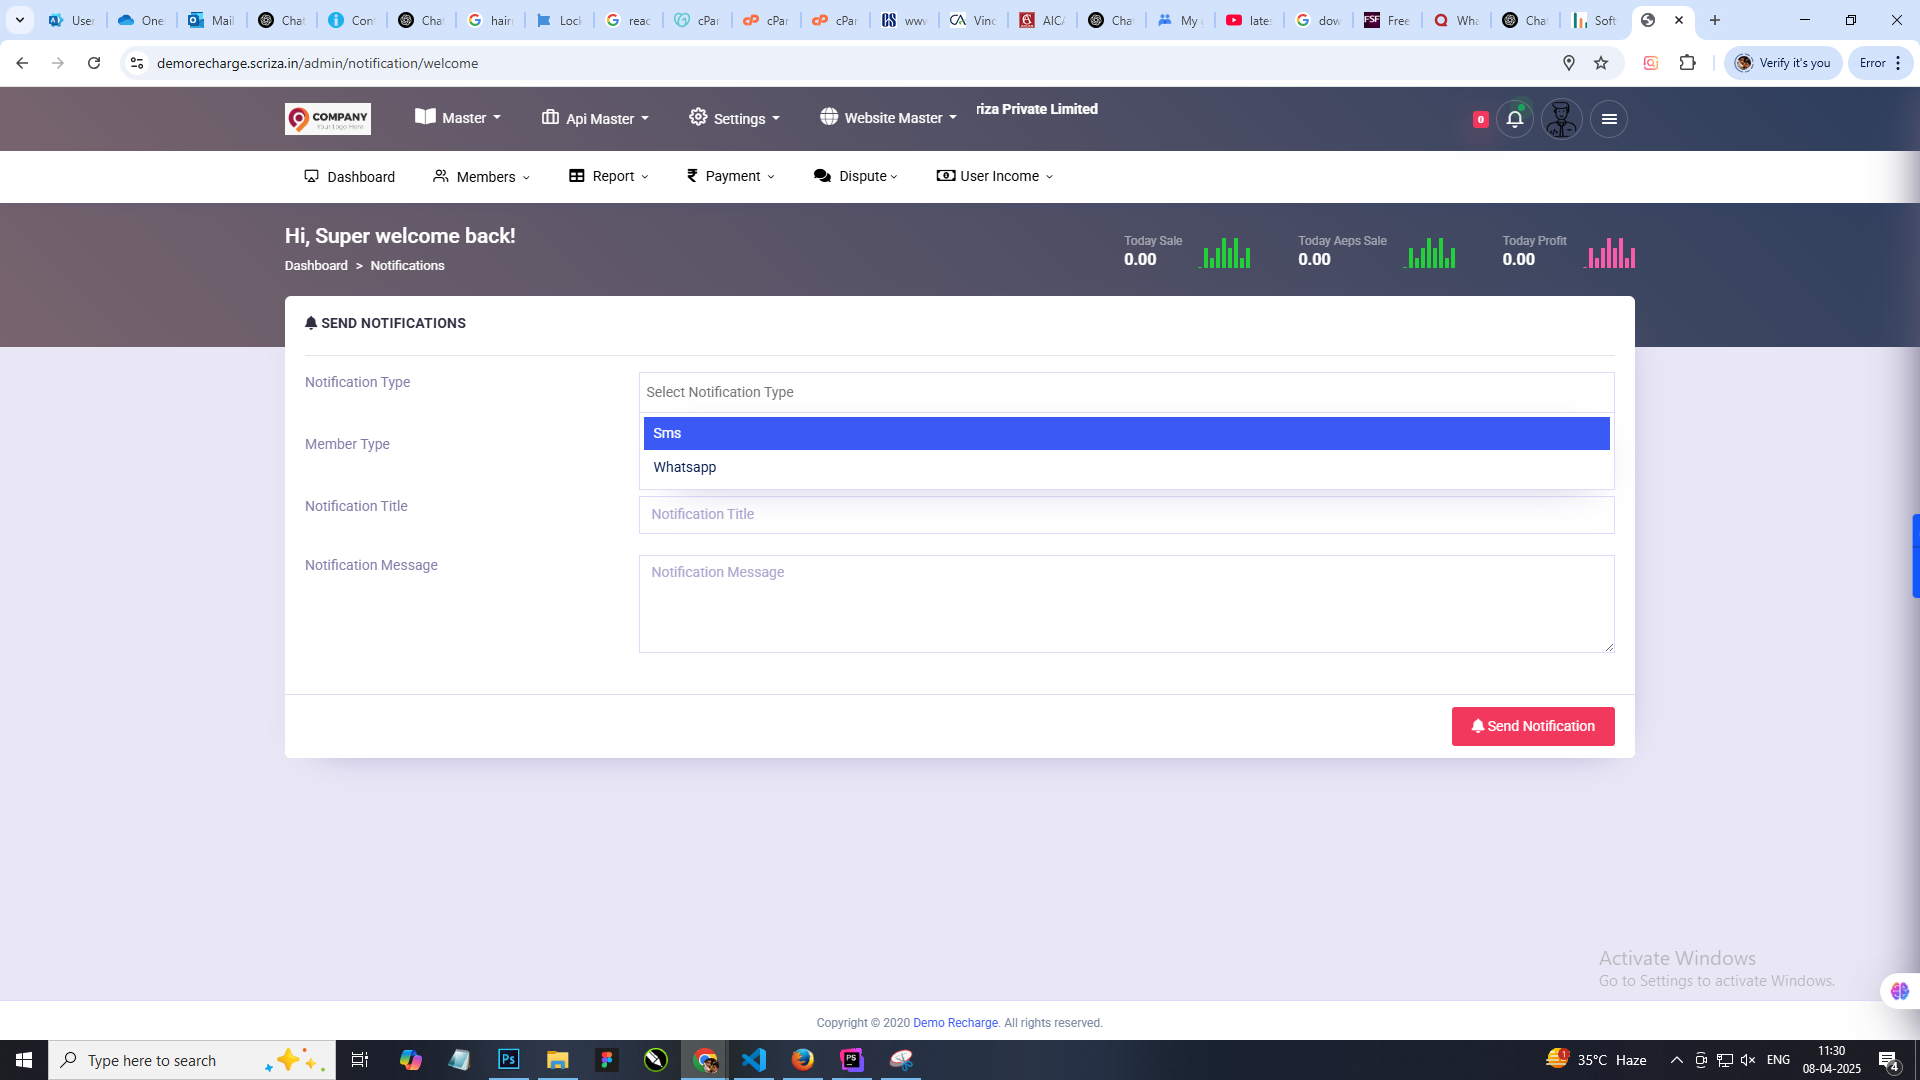 User
One
Mail
Chat
Con
Chat
hair
Lock
reac
cPar
cPar
cPar
www
Vinc
AICA
Chat
My
late
dow
Free
Wha
Chat
Soft
demorecharge.scriza.in/admin/notification/welcome
Verify it's you
Error
COMPANY
Your Logo Here
Master
Api Master
Settings
Website Master
riza Private Limited
0
Dashboard
Members
Report
Payment
Dispute
User Income
Hi, Super welcome back!
Dashboard > Notifications
Today Sale
0.00
Today Aeps Sale
0.00
Today Profit
0.00
SEND NOTIFICATIONS
Notification Type
Select Notification Type
Sms
Whatsapp
Member Type
Notification Title
Notification Title
Notification Message
Notification Message
Send Notification
Activate Windows
Go to Settings to activate Windows.
Copyright © 2020 Demo Recharge. All rights reserved.
Type here to search
Ps
PS
1
35°C Haze
ENG
11:30
08-04-2025
4